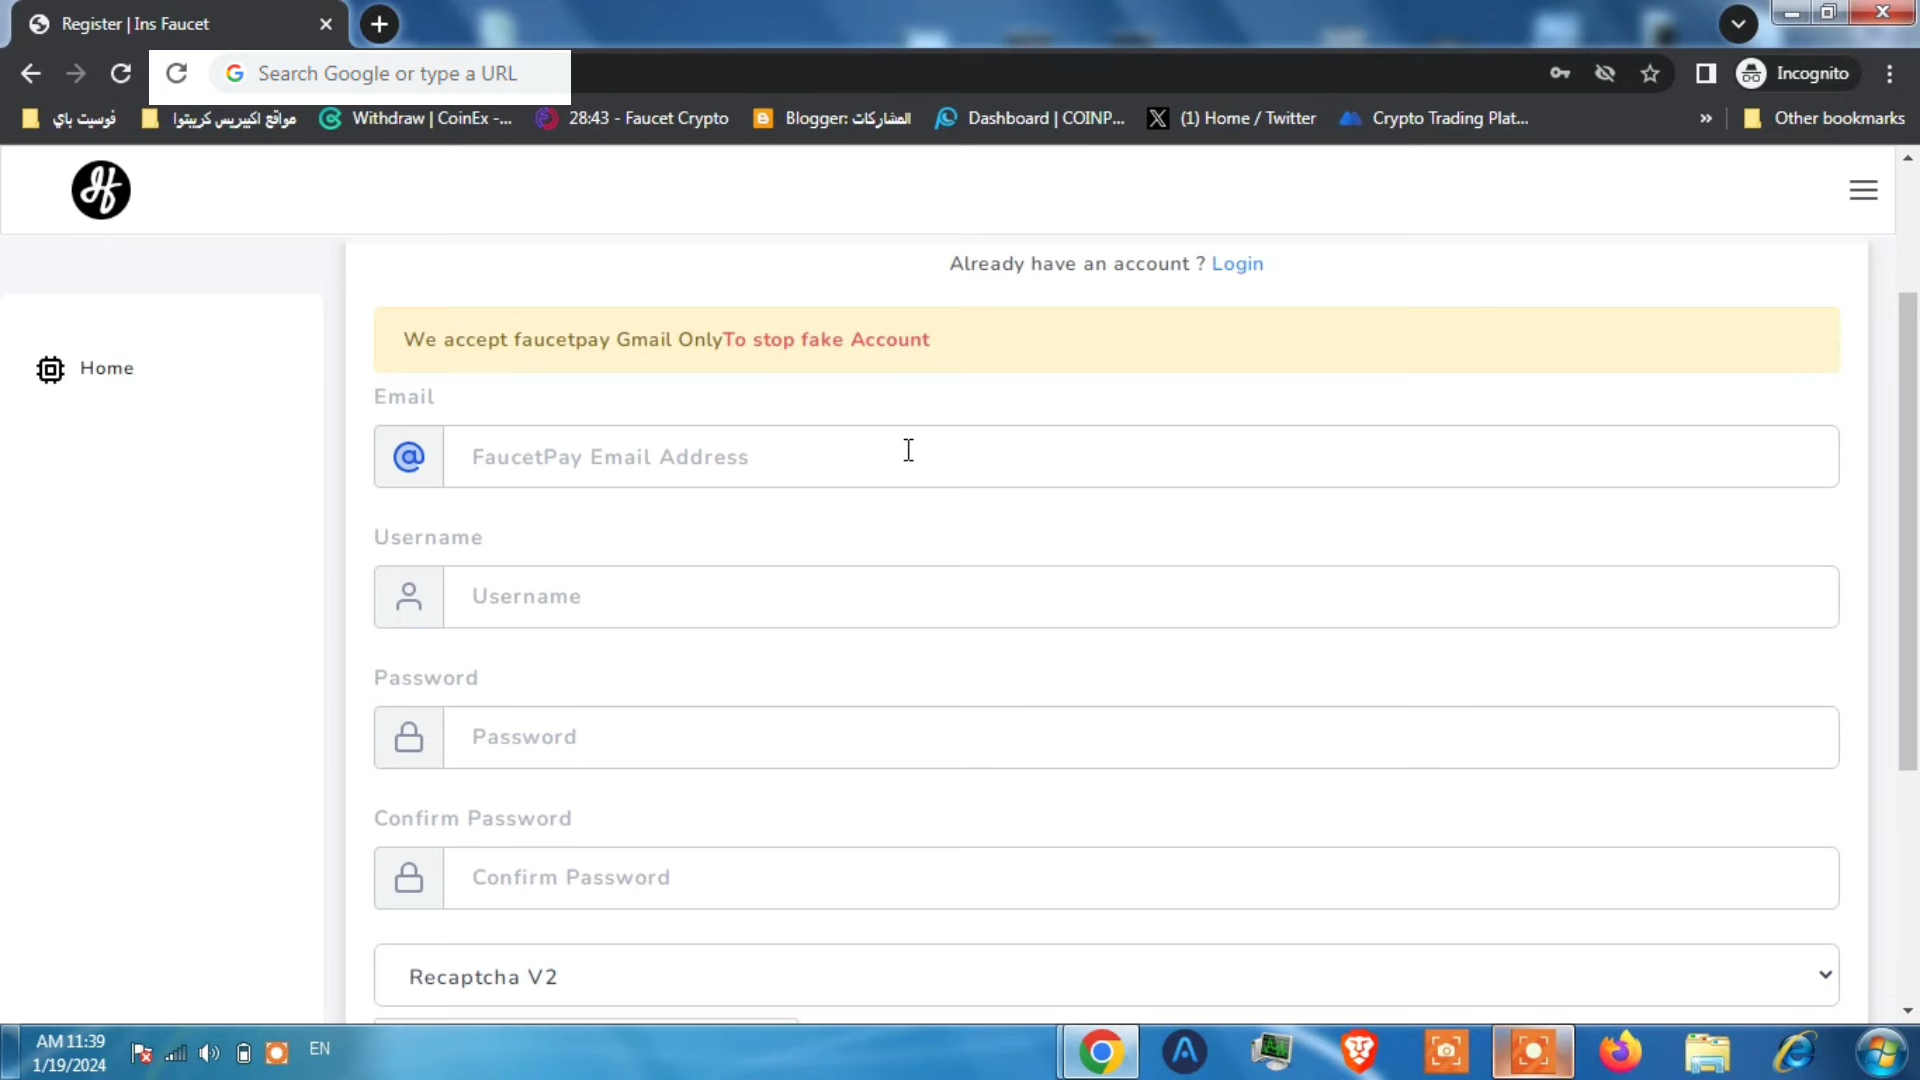 Register | Ins Faucet
Search Google or type a URL
Incognito
فوسيت باي
مواقع اكسبريس كريبتوا
Withdraw | CoinEx -...
28:43 - Faucet Crypto
Blogger: المشاركات
Dashboard | COINP...
(1) Home / Twitter
Crypto Trading Plat...
»
Other bookmarks
Already have an account ? Login
We accept faucetpay Gmail OnlyTo stop fake Account
Home
Email
FaucetPay Email Address
Username
Username
Password
Password
Confirm Password
Confirm Password
Recaptcha V2
AM 11:39
1/19/2024
EN